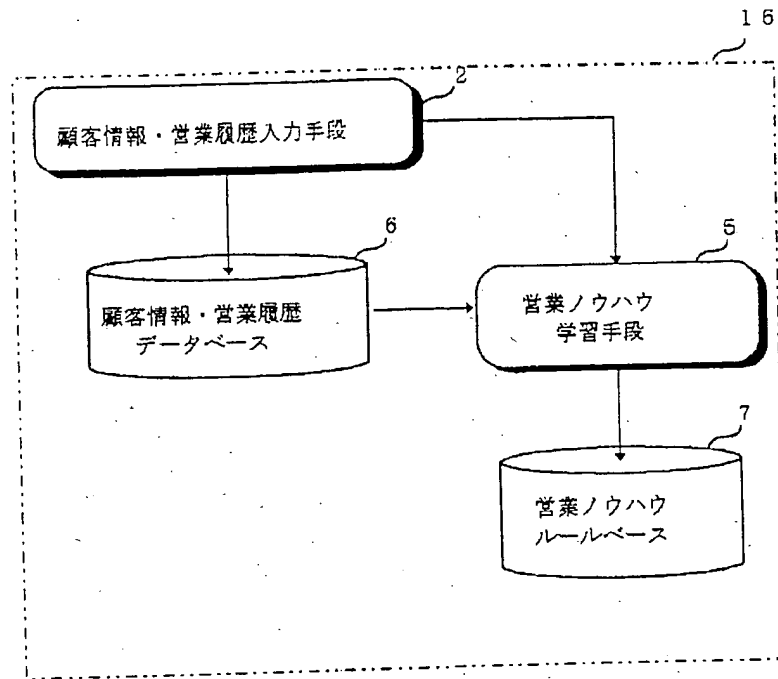 16
2
顧客情報・営業履歴入力手段
6
5
顧客情報・営業履歴
データベース
営業ノウハウ
学習手段
7
営業ノウハウ
ルールベース